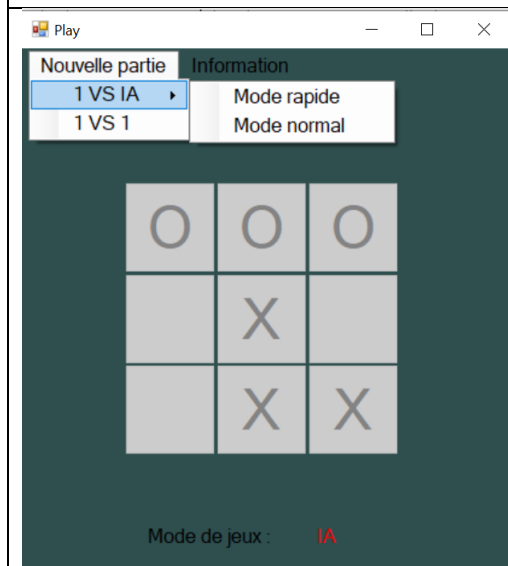 Play
Nouvelle partie Information
1 VS IA Mode rapide
1 VS 1 Mode normal
O O O
X
X X
Mode de jeux : IA